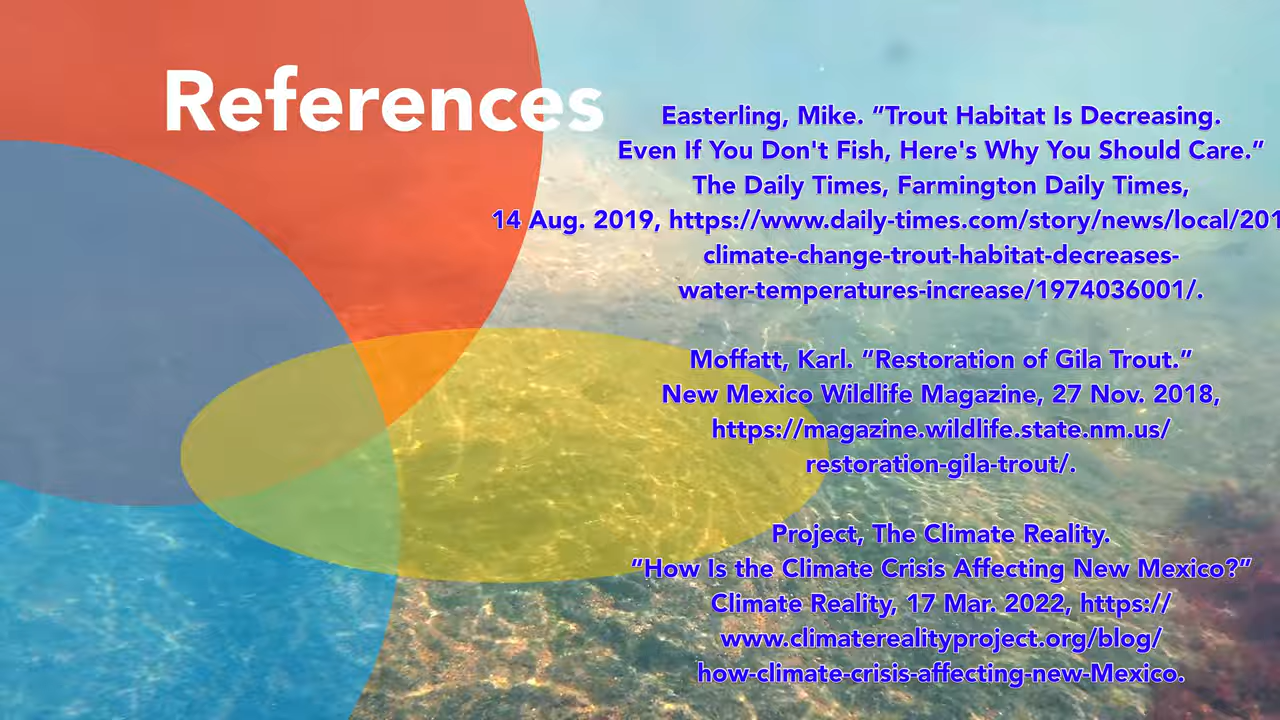 References
Easterling, Mike. “Trout Habitat Is Decreasing.
Even If You Don't Fish, Here's Why You Should Care.”
The Daily Times, Farmington Daily Times,
14 Aug. 2019, https://www.daily-times.com/story/news/local/201
climate-change-trout-habitat-decreases-
water-temperatures-increase/1974036001/.
Moffatt, Karl. “Restoration of Gila Trout.”
New Mexico Wildlife Magazine, 27 Nov. 2018,
https://magazine.wildlife.state.nm.us/
restoration-gila-trout/.
Project, The Climate Reality.
“How Is the Climate Crisis Affecting New Mexico?”
Climate Reality, 17 Mar. 2022, https://
www.climaterealityproject.org/blog/
how-climate-crisis-affecting-new-Mexico.